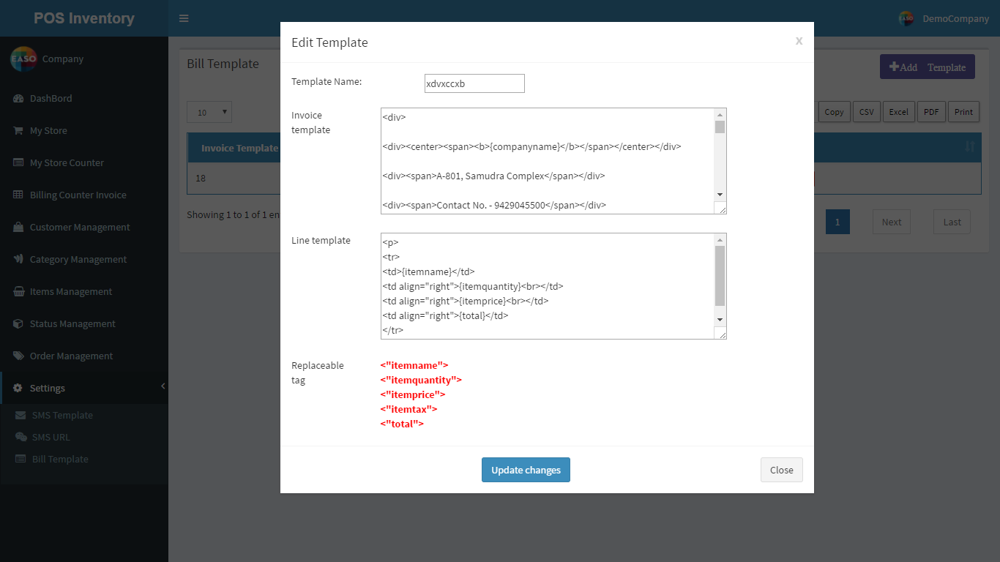 POS Inventory
DemoCompany
EASO
Company
DashBord
My Store
My Store Counter
Billing Counter Invoice
Customer Management
Category Management
Items Management
Status Management
Order Management
Settings
SMS Template
SMS URL
Bill Template
Bill Template
Add Template
10
Copy
CSV
Excel
PDF
Print
Invoice Template
18
Showing 1 to 1 of 1 en
1
Next
Last
Edit Template
x
Template Name:
xdvxccxb
Invoice
template
<div>
<div><center><span><b>{companyname}</b></span></center></div>
<div><span>A-801, Samudra Complex</span></div>
<div><span>Contact No. - 9429045500</span></div>
Line template
<p>
<tr>
<td>{itemname}</td>
<td align="right">{itemquantity}<br></td>
<td align="right">{itemprice}<br></td>
<td align="right">{total}</td>
</tr>
Replaceable
tag
<"itemname">
<"itemquantity">
<"itemprice">
<"itemtax">
<"total">
Update changes
Close